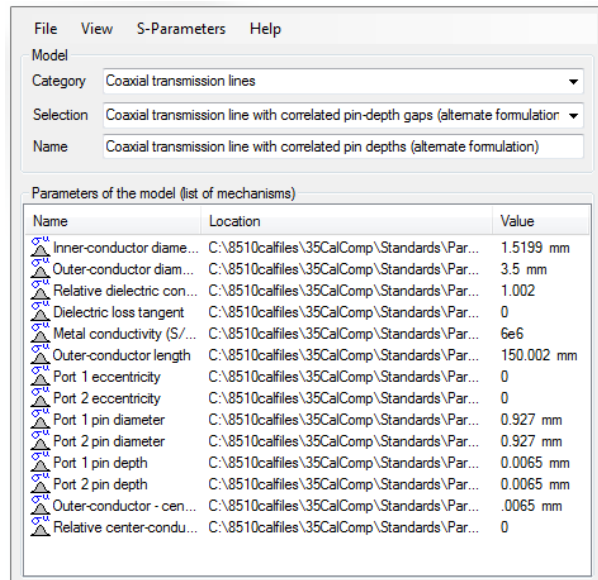 File View S-Parameters Help
Model
Category Coaxial transmission lines
Selection Coaxial transmission line with correlated pin-depth gaps (alternate formulation
Name Coaxial transmission line with correlated pin depths (alternate formulation)
Parameters of the model (list of mechanisms)
Name Location Value
Inner-conductor diame... C:\8510calfiles\35CalComp\Standards\Par... 1.5199 mm
Outer-conductor diam... C:\8510calfiles\35CalComp\Standards\Par... 3.5 mm
Relative dielectric con... C:\8510calfiles\35CalComp\Standards\Par... 1.002
Dielectric loss tangent C:\8510calfiles\35CalComp\Standards\Par... 0
Metal conductivity (S/... C:\8510calfiles\35CalComp\Standards\Par... 6e6
Outer-conductor length C:\8510calfiles\35CalComp\Standards\Par... 150.002 mm
Port 1 eccentricity C:\8510calfiles\35CalComp\Standards\Par... 0
Port 2 eccentricity C:\8510calfiles\35CalComp\Standards\Par... 0
Port 1 pin diameter C:\8510calfiles\35CalComp\Standards\Par... 0.927 mm
Port 2 pin diameter C:\8510calfiles\35CalComp\Standards\Par... 0.927 mm
Port 1 pin depth C:\8510calfiles\35CalComp\Standards\Par... 0.0065 mm
Port 2 pin depth C:\8510calfiles\35CalComp\Standards\Par... 0.0065 mm
Outer-conductor - cen... C:\8510calfiles\35CalComp\Standards\Par... .0065 mm
Relative center-condu... C:\8510calfiles\35CalComp\Standards\Par... 0